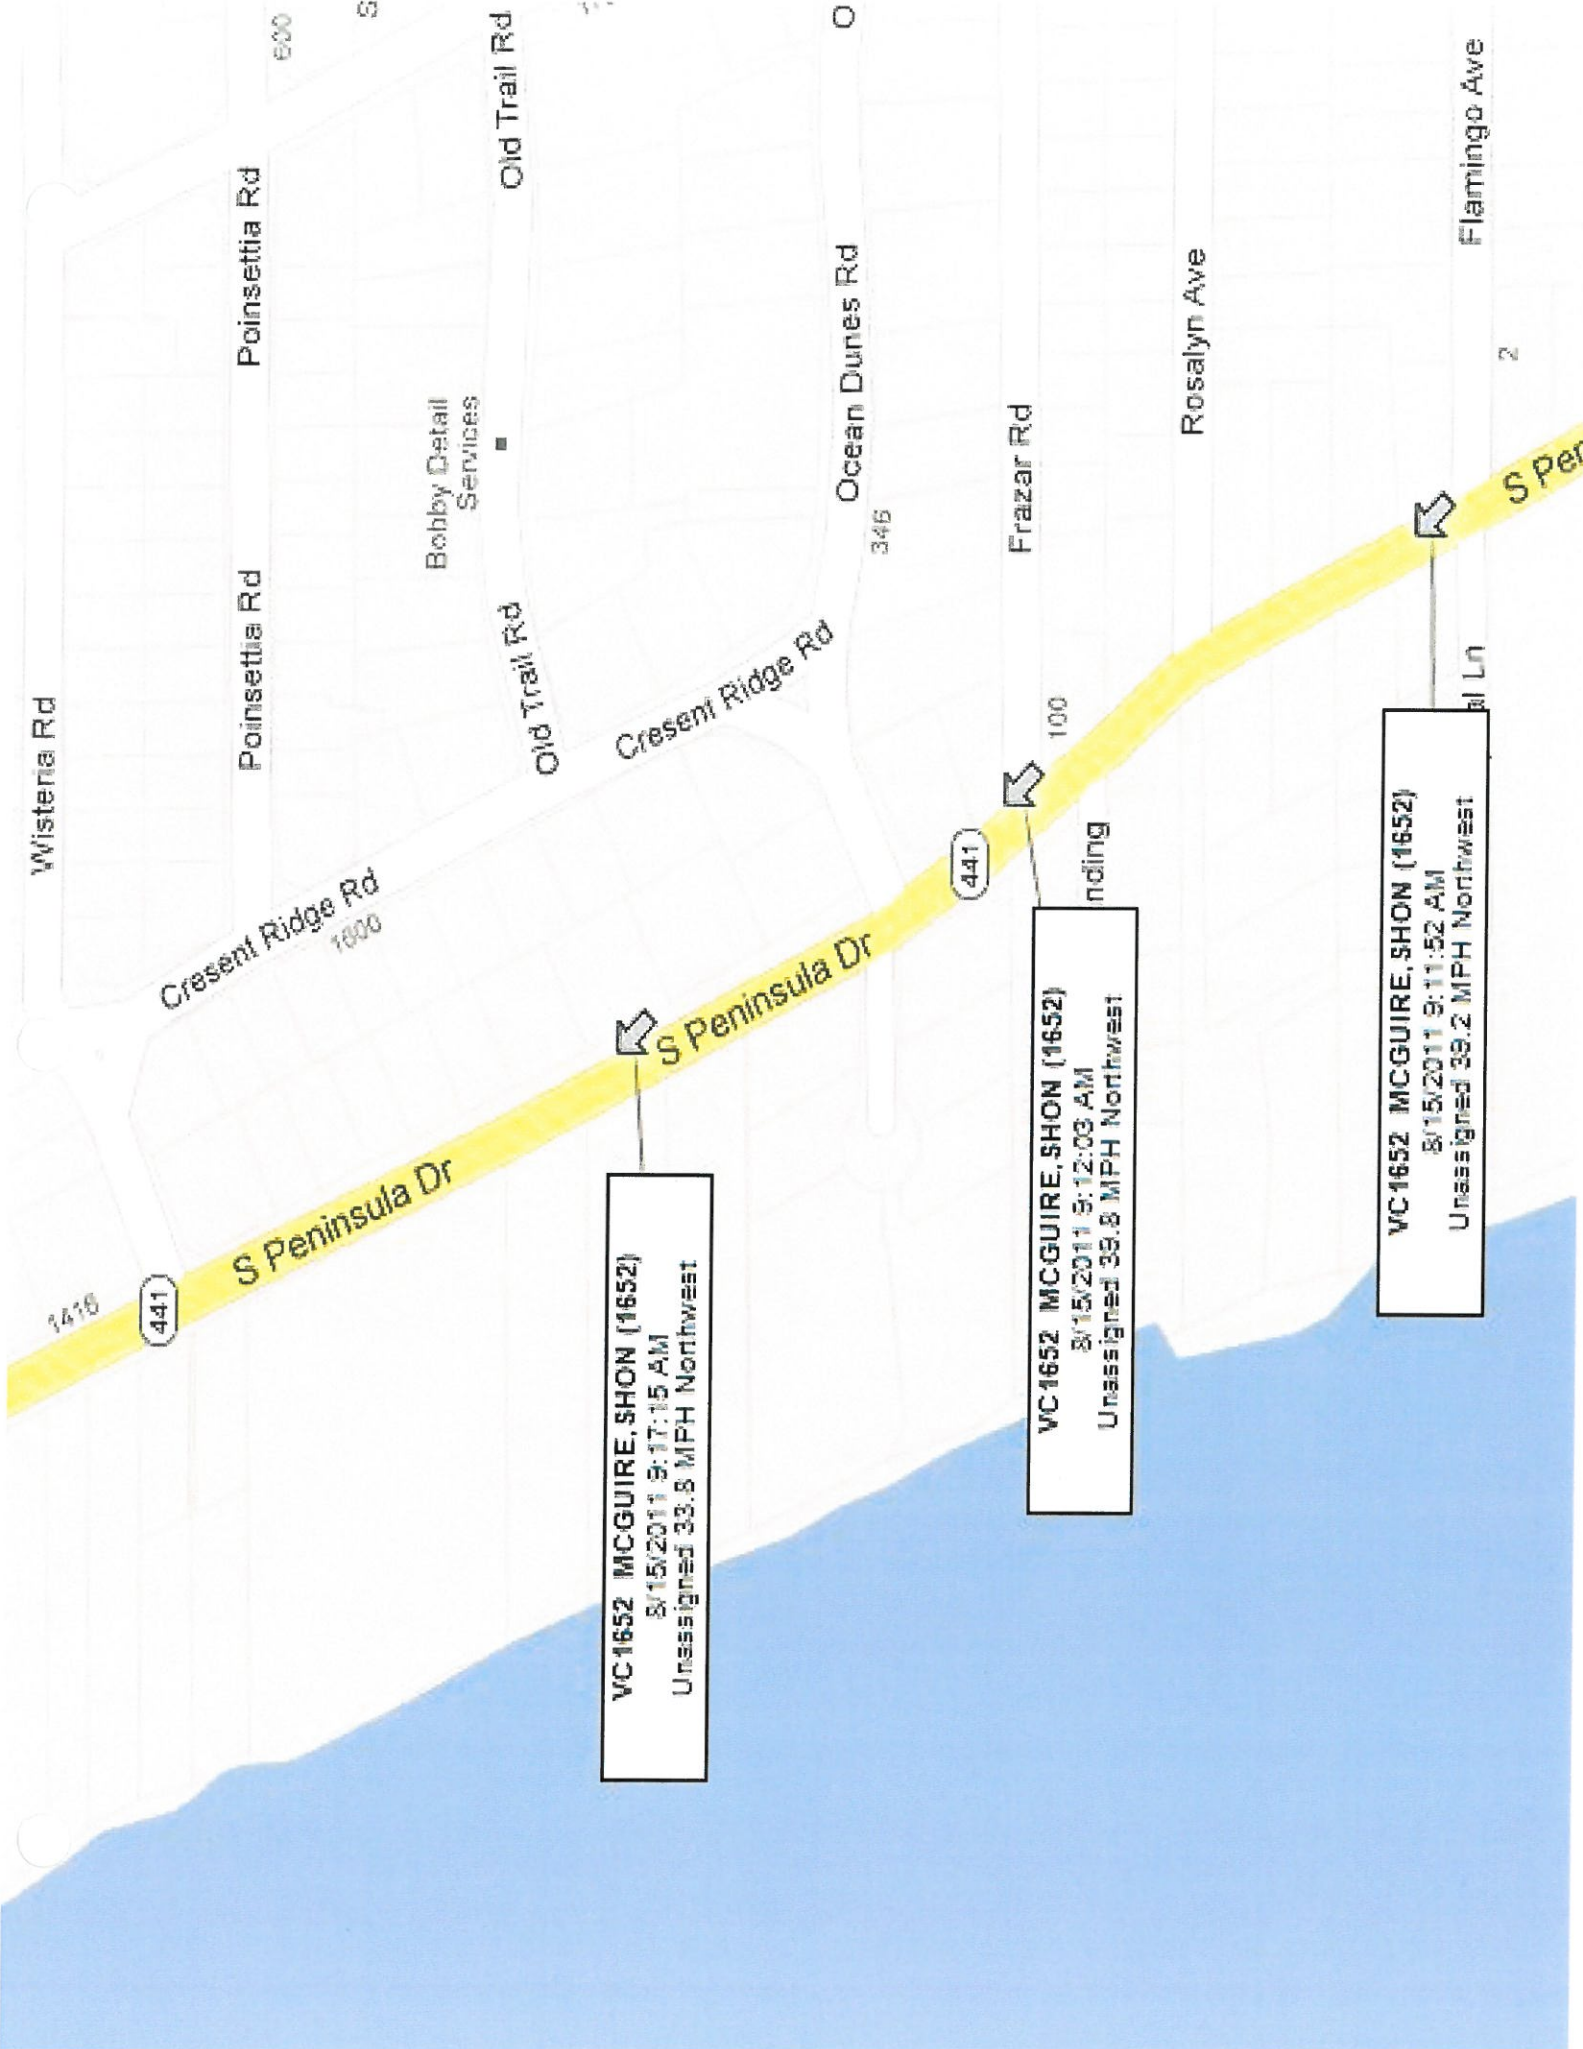 Wisteria Rd
Poinsettia Rd
Poinsettia Rd
600
Cresent Ridge Rd
1600
Bobby Detail
Services
Old Trail Rd
Old Trail Rd
Cresent Ridge Rd
Ocean Dunes Rd
346
O
Frazar Rd
100
Rosalyn Ave
Flamingo Ave
2
1416
441
S Peninsula Dr
S Peninsula Dr
441
S Pen
nding
al Ln
VC1652 MCGUIRE, SHON (1652)
8/15/2011 9:17:15 AM
Unassigned 33.8 MPH Northwest
VC1652 MCGUIRE, SHON (1652)
8/15/2011 9:12:03 AM
Unassigned 39.8 MPH Northwest
VC1652 MCGUIRE, SHON (1652)
8/15/2011 9:11:52 AM
Unassigned 39.2 MPH Northwest